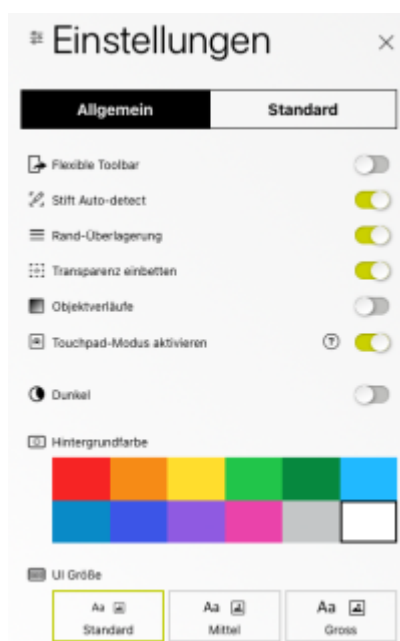 Einstellungen
Allgemein Standard
Flexible Toolbar
Stift Auto-detect
Rand-Überlagerung
Transparenz einbetten
Objektverläufe
Touchpad-Modus aktivieren ?
Dunkel
Hintergrundfarbe
UI Größe
Aa Aa Aa
Standard Mittel Gross